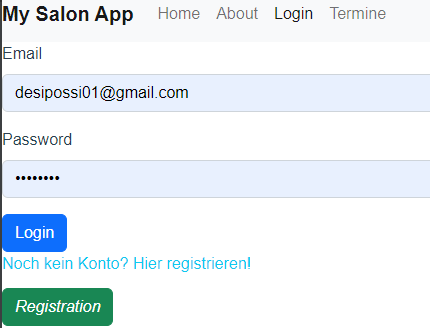 My Salon App Home About Login Termine
Email
desipossi01@gmail.com
Password
••••••••
Login
Noch kein Konto? Hier registrieren!
Registration